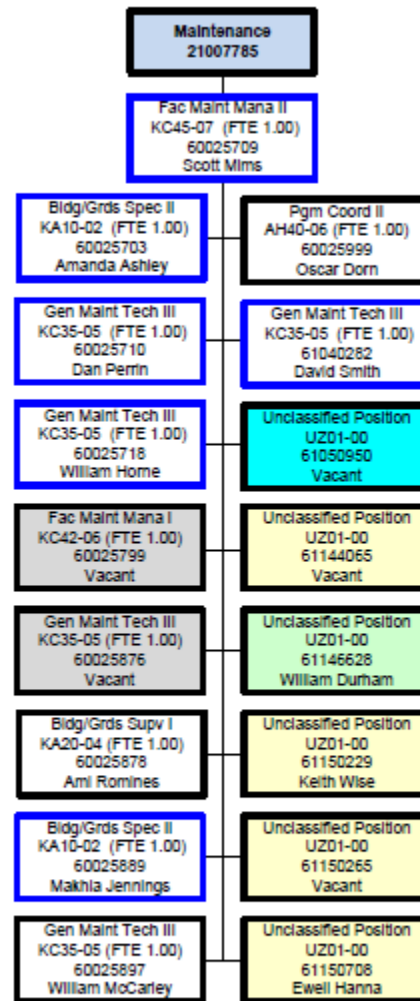 Maintenance
21007785
Fac Maint Mana II
KC45-07 (FTE 1.00)
60025709
Scott Mims
Bldg/Grds Spec II
KA10-02 (FTE 1.00)
60025703
Amanda Ashley
Pgm Coord II
AH40-06 (FTE 1.00)
60025999
Oscar Dorn
Gen Maint Tech III
KC35-05 (FTE 1.00)
60025710
Dan Perrin
Gen Maint Tech III
KC35-05 (FTE 1.00)
61040282
David Smith
Gen Maint Tech III
KC35-05 (FTE 1.00)
60025718
William Horne
Unclassified Position
UZ01-00
61050950
Vacant
Fac Maint Mana I
KC42-06 (FTE 1.00)
60025799
Vacant
Unclassified Position
UZ01-00
61144065
Vacant
Gen Maint Tech III
KC35-05 (FTE 1.00)
60025876
Vacant
Unclassified Position
UZ01-00
61146628
William Durham
Bldg/Grds Supv I
KA20-04 (FTE 1.00)
60025878
Ami Romines
Unclassified Position
UZ01-00
61150229
Keith Wise
Bldg/Grds Spec II
KA10-02 (FTE 1.00)
60025889
Makhia Jennings
Unclassified Position
UZ01-00
61150265
Vacant
Gen Maint Tech III
KC35-05 (FTE 1.00)
60025897
William McCarley
Unclassified Position
UZ01-00
61150708
Ewell Hanna